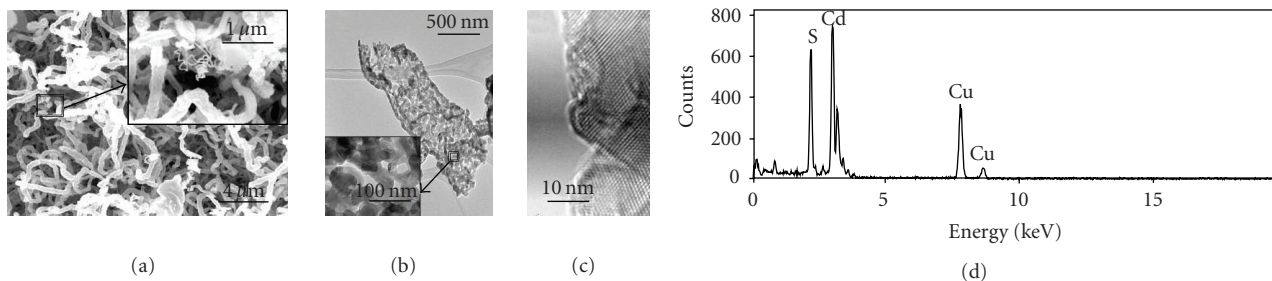 1 μm
4 μm
(a)
500 nm
100 nm
(b)
10 nm
(c)
800
600
400
200
0
Counts
S
Cd
Cu
Cu
0
5
10
15
Energy (keV)
(d)